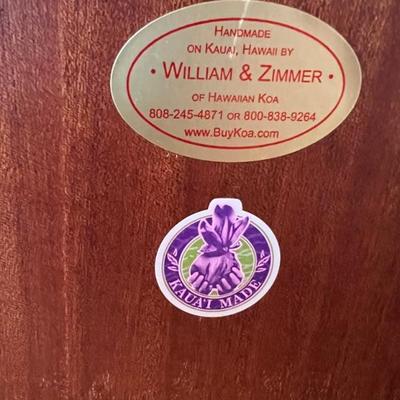 HANDMADE
ON KAUAI, HAWAII BY
• WILLIAM & ZIMMER •
OF HAWAIIAN KOA
808-245-4871 OR 800-838-9264
www.BuyKoa.com
KAUA'I MADE